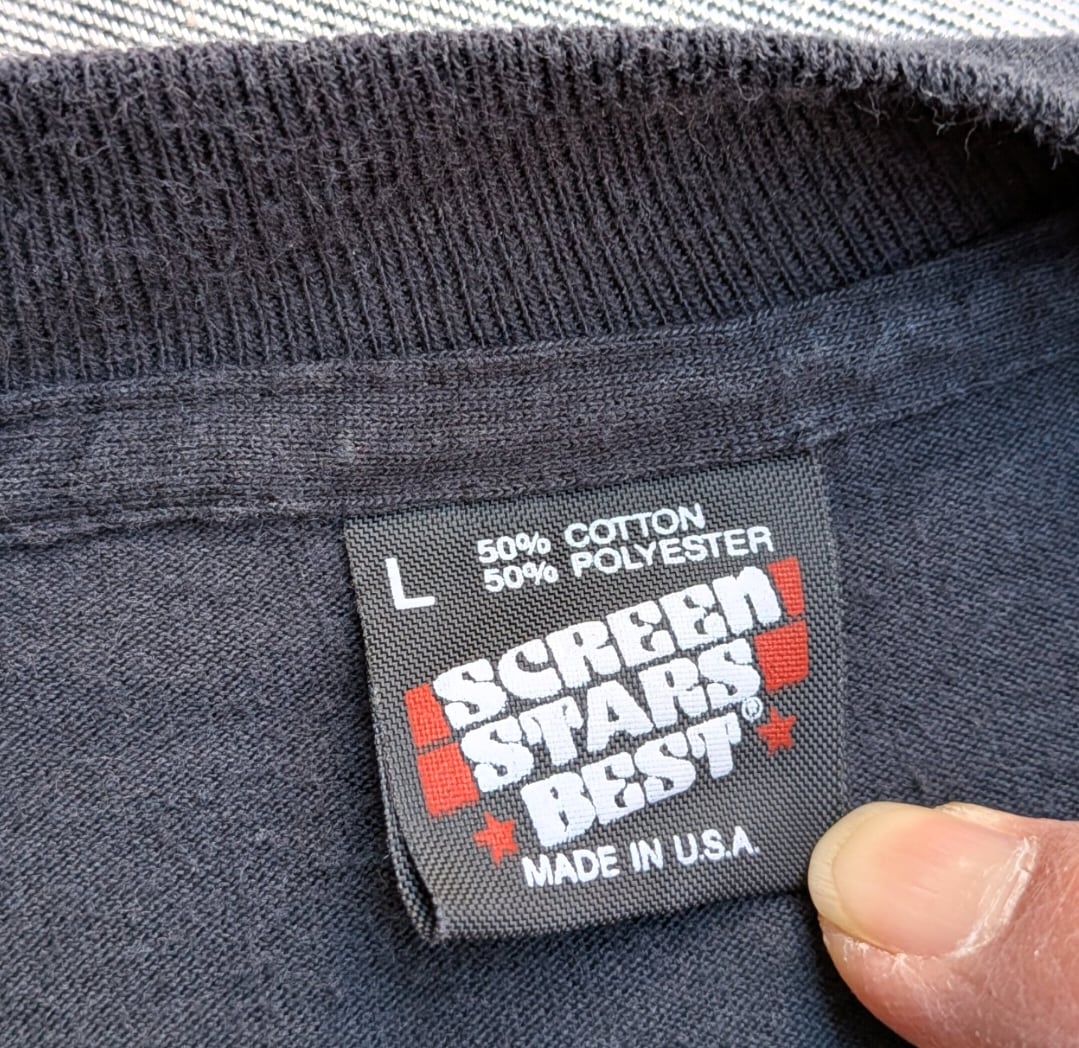 L
50% COTTON
50% POLYESTER
SCREEN
STARS
BEST®
MADE IN U.S.A.